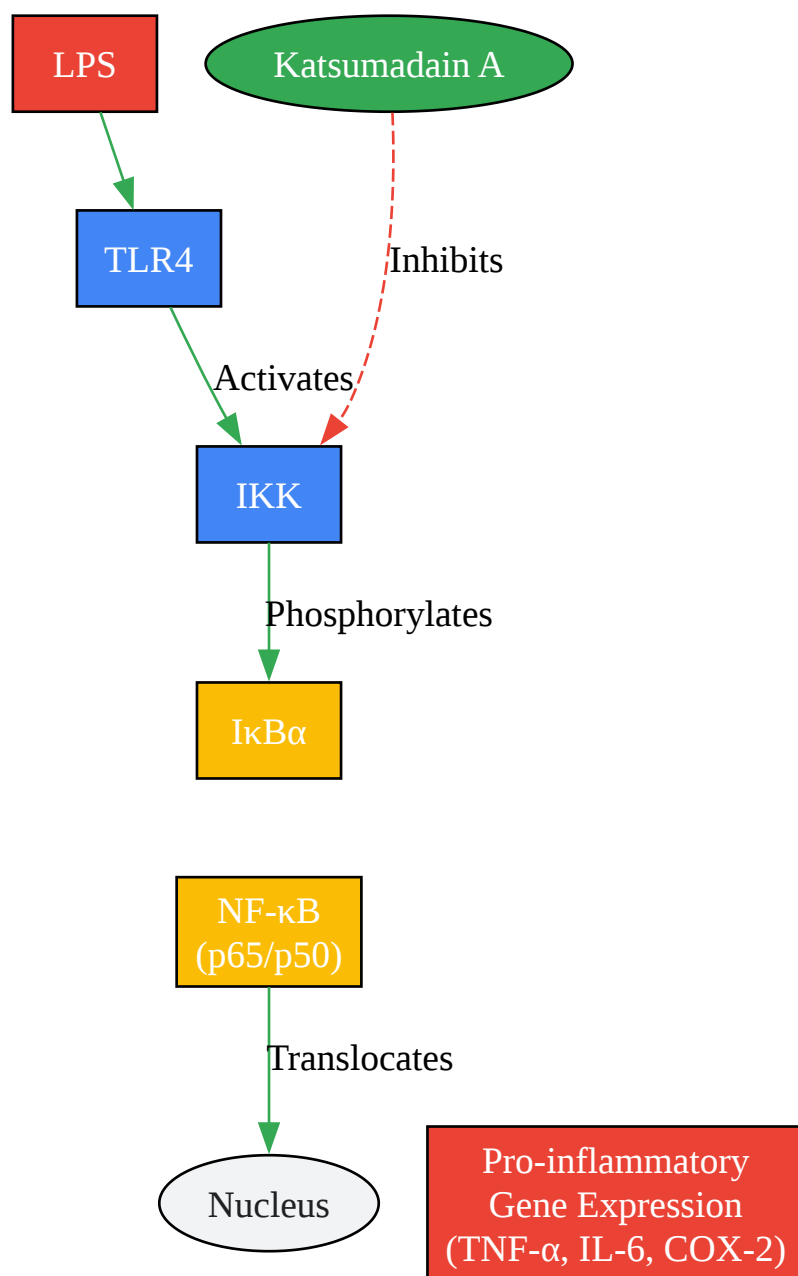 LPS
Katsumadain A
TLR4
Inhibits
Activates
IKK
Phosphorylates
IκBα
NF-κB
(p65/p50)
Translocates
Nucleus
Pro-inflammatory
Gene Expression
(TNF-α, IL-6, COX-2)